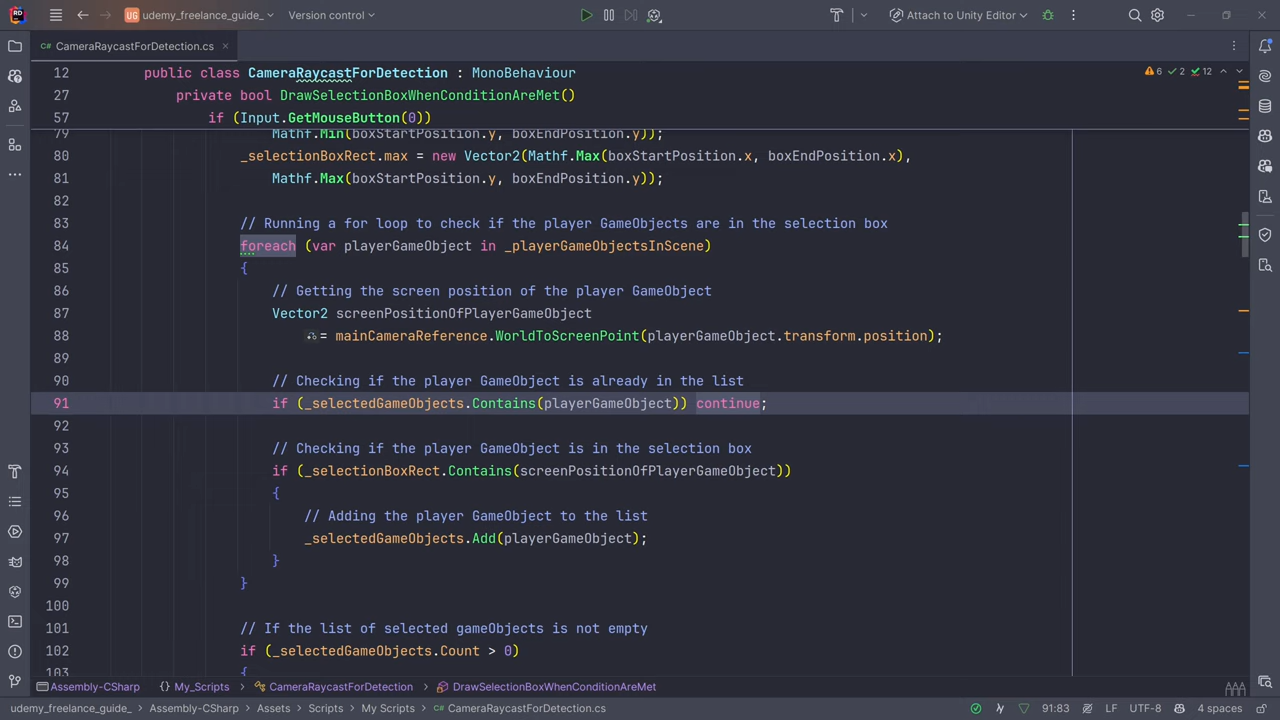 RD
UG udemy_freelance_guide_
Version control
Attach to Unity Editor
C# CameraRaycastForDetection.cs
12 public class CameraRaycastForDetection : MonoBehaviour
6 2 12
27 private bool DrawSelectionBoxWhenConditionAreMet()
57 if (Input.GetMouseButton(0))
79 Mathf.Min(boxStartPosition.y, boxEndPosition.y));
80 _selectionBoxRect.max = new Vector2(Mathf.Max(boxStartPosition.x, boxEndPosition.x),
81 Mathf.Max(boxStartPosition.y, boxEndPosition.y));
82
83 // Running a for loop to check if the player GameObjects are in the selection box
84 foreach (var playerGameObject in _playerGameObjectsInScene)
85 {
86 // Getting the screen position of the player GameObject
87 Vector2 screenPositionOfPlayerGameObject
88 = mainCameraReference.WorldToScreenPoint(playerGameObject.transform.position);
89
90 // Checking if the player GameObject is already in the list
91 if (_selectedGameObjects.Contains(playerGameObject)) continue;
92
93 // Checking if the player GameObject is in the selection box
94 if (_selectionBoxRect.Contains(screenPositionOfPlayerGameObject))
95 {
96 // Adding the player GameObject to the list
97 _selectedGameObjects.Add(playerGameObject);
98 }
99 }
100
101 // If the list of selected gameObjects is not empty
102 if (_selectedGameObjects.Count > 0)
103 {
Assembly-CSharp {} My_Scripts CameraRaycastForDetection DrawSelectionBoxWhenConditionAreMet
udemy_freelance_guide_ Assembly-CSharp Assets Scripts My Scripts C# CameraRaycastForDetection.cs 91:83 LF UTF-8 4 spaces